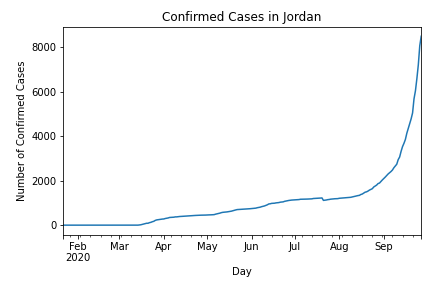 Confirmed Cases in Jordan
Number of Confirmed Cases
8000
6000
4000
2000
0
Feb Mar Apr May Jun Jul Aug Sep
2020
Day